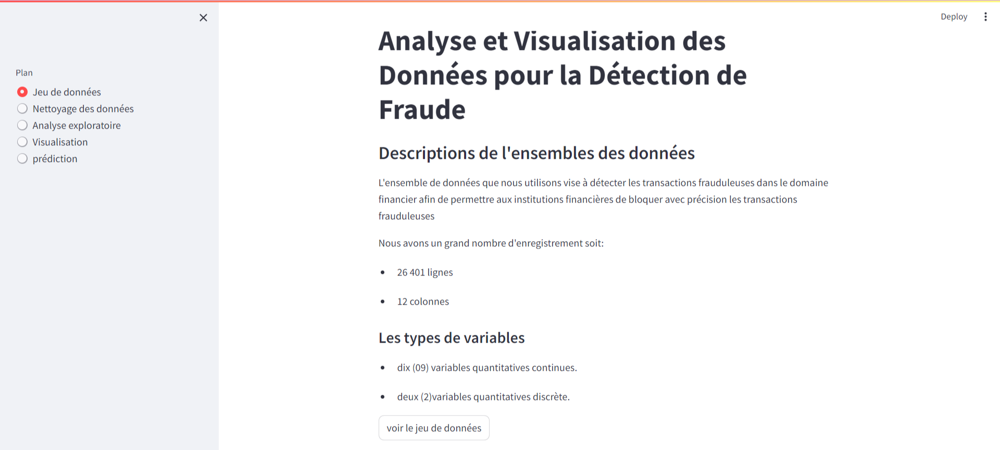 Deploy
Plan
Jeu de données
Nettoyage des données
Analyse exploratoire
Visualisation
prédiction
Analyse et Visualisation des
Données pour la Détection de
Fraude
Descriptions de l'ensembles des données
L'ensemble de données que nous utilisons vise à détecter les transactions frauduleuses dans le domaine
financier afin de permettre aux institutions financières de bloquer avec précision les transactions
frauduleuses
Nous avons un grand nombre d'enregistrement soit:
26 401 lignes
12 colonnes
Les types de variables
dix (09) variables quantitatives continues.
deux (2)variables quantitatives discrète.
voir le jeu de données